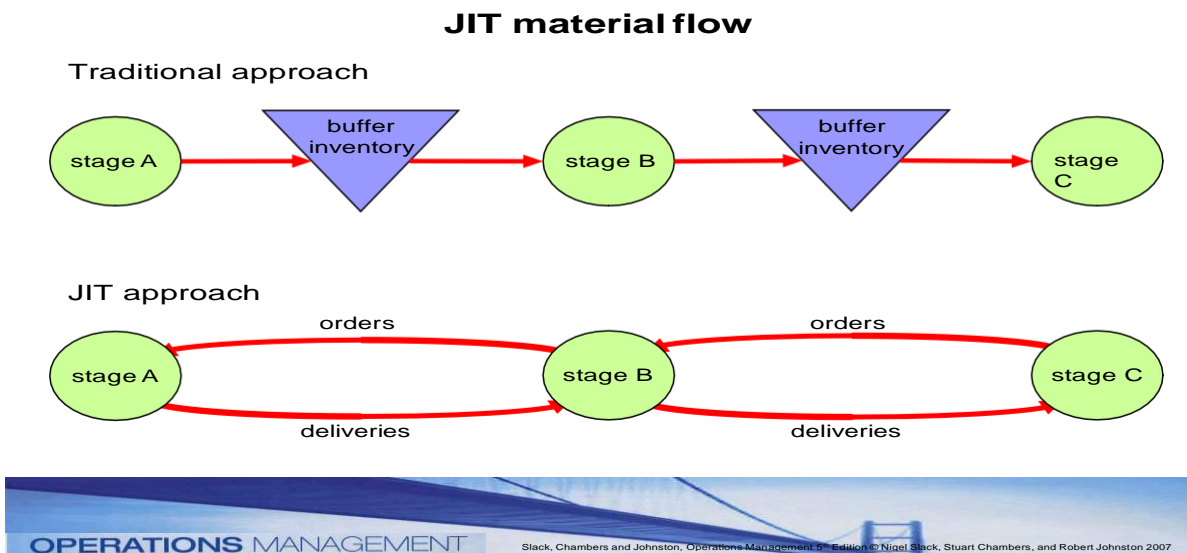 JIT material flow
Traditional approach
stage A
buffer
inventory
stage B
buffer
inventory
stage
C
JIT approach
orders
orders
stage A
stage B
stage C
deliveries
deliveries
OPERATIONS MANAGEMENT
Slack, Chambers and Johnston, Operations Management 5th Edition © Nigel Slack, Stuart Chambers, and Robert Johnston 2007